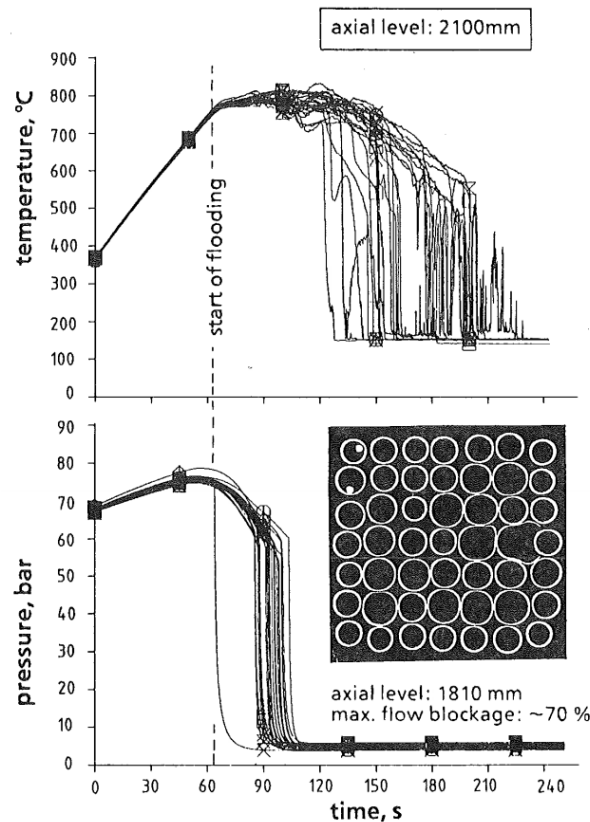 axial level: 2100mm
900
800
700
600
500
400
300
200
100
0
temperature, °C
start of flooding
90
80
70
60
50
40
30
20
10
0
pressure, bar
axial level: 1810 mm
max. flow blockage: ~70 %
0 30 60 90 120 150 180 210 240
time, s